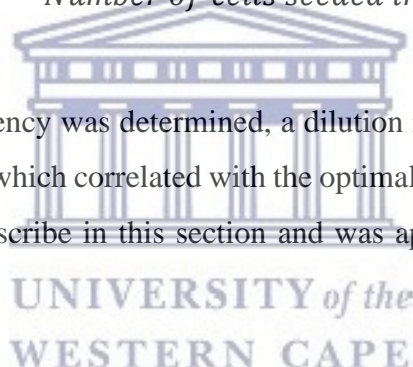 Number of cells seeded in
ency was determined, a dilution
which correlated with the optimal
scribe in this section and was ap
UNIVERSITY of the
WESTERN CAPE